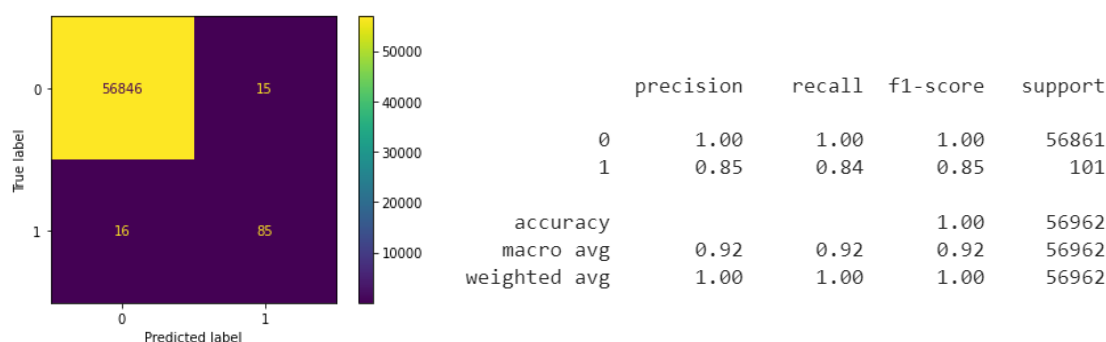 50000
0
56846
15
40000
True label
30000
20000
1
16
85
10000
0
1
Predicted label
precision recall f1-score support
0 1.00 1.00 1.00 56861
1 0.85 0.84 0.85 101
accuracy 1.00 56962
macro avg 0.92 0.92 0.92 56962
weighted avg 1.00 1.00 1.00 56962